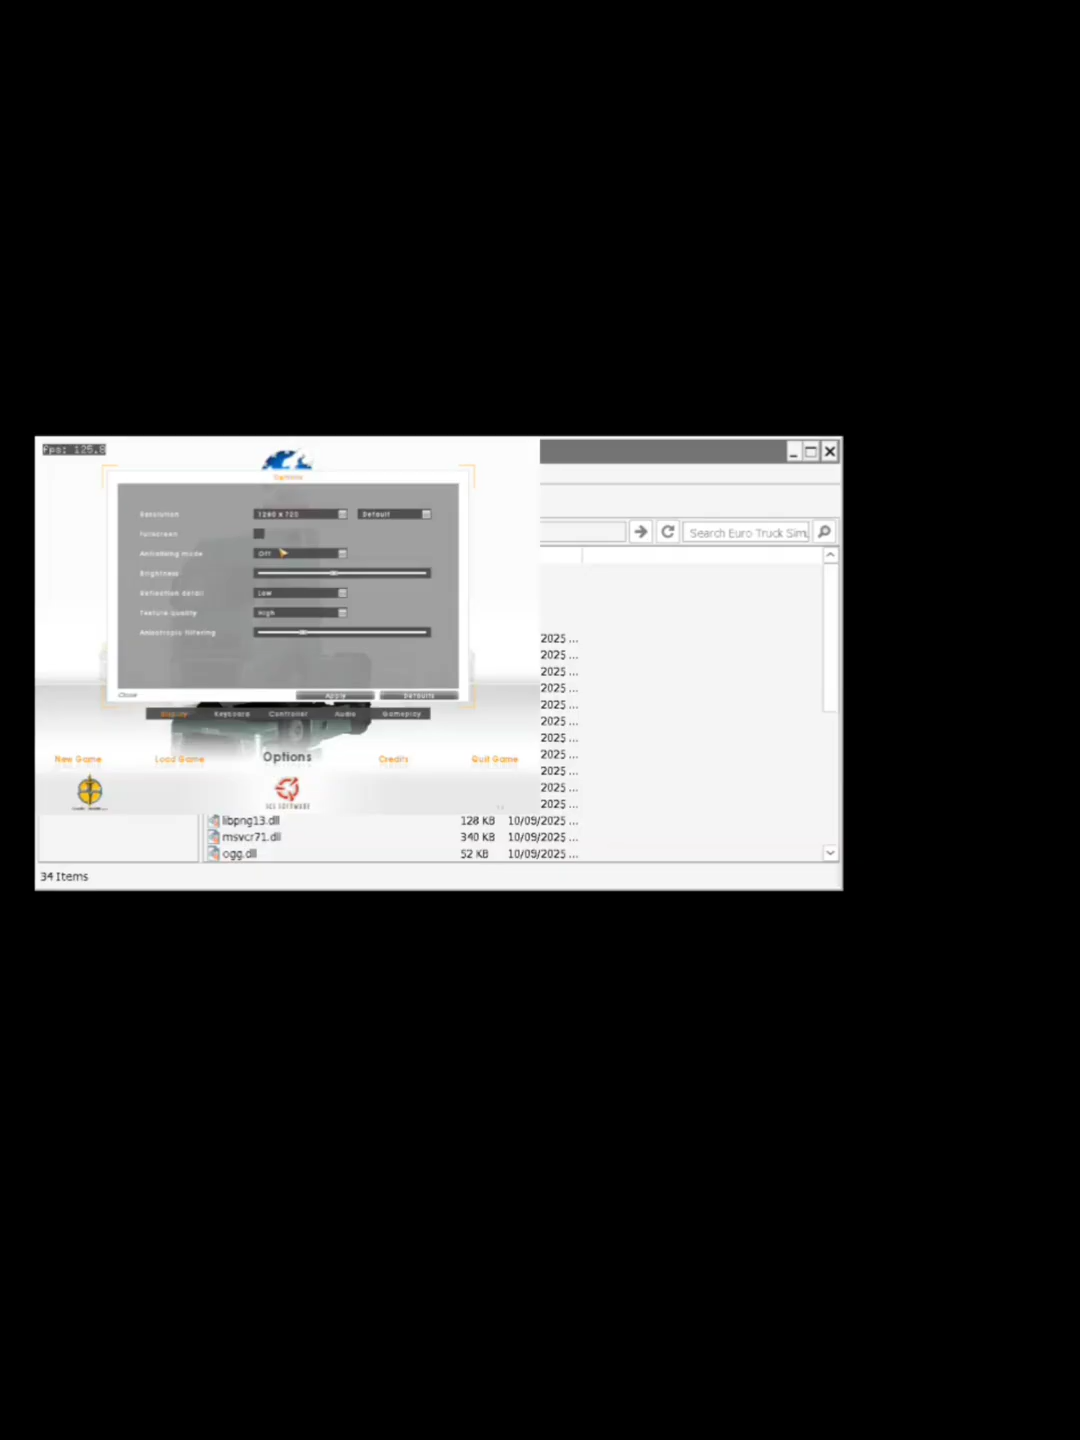 fps: 125.8
Options
Resolution 1280 x 720 Default
Fullscreen
Antialiasing mode Off
Brightness
Reflection detail Low
Texture Quality High
Anisotropic filtering
Close Apply Defaults
Display Keyboard Controller Audio Gameplay
New Game Load Game Options Credits Quit Game
SCS SOFTWARE
Search Euro Truck Sim
2025 ...
2025 ...
2025 ...
2025 ...
2025 ...
2025 ...
2025 ...
2025 ...
2025 ...
2025 ...
2025 ...
libpng13.dll 128 KB 10/09/2025 ...
msvcr71.dll 340 KB 10/09/2025 ...
ogg.dll 52 KB 10/09/2025 ...
34 Items